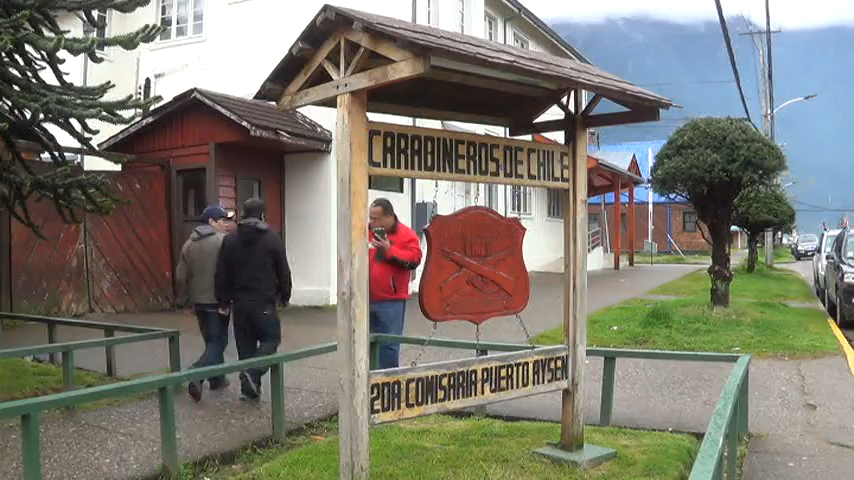 CARABINEROS DE CHILE
2DA COMISARIA PUERTO AYSEN